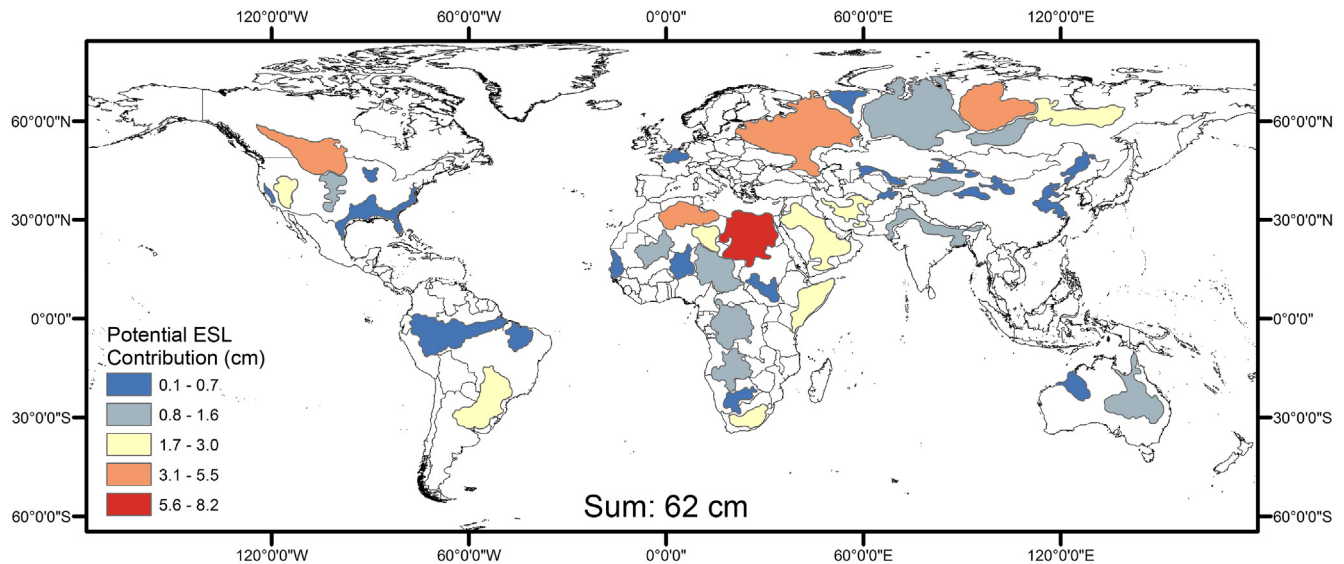 120°0'0"W 60°0'0"W 0°0'0" 60°0'0"E 120°0'0"E
60°0'0"N 60°0'0"N
30°0'0"N 30°0'0"N
0°0'0" 0°0'0"
30°0'0"S 30°0'0"S
60°0'0"S 60°0'0"S
Potential ESL
Contribution (cm)
0.1 - 0.7
0.8 - 1.6
1.7 - 3.0
3.1 - 5.5
5.6 - 8.2
Sum: 62 cm
120°0'0"W 60°0'0"W 0°0'0" 60°0'0"E 120°0'0"E